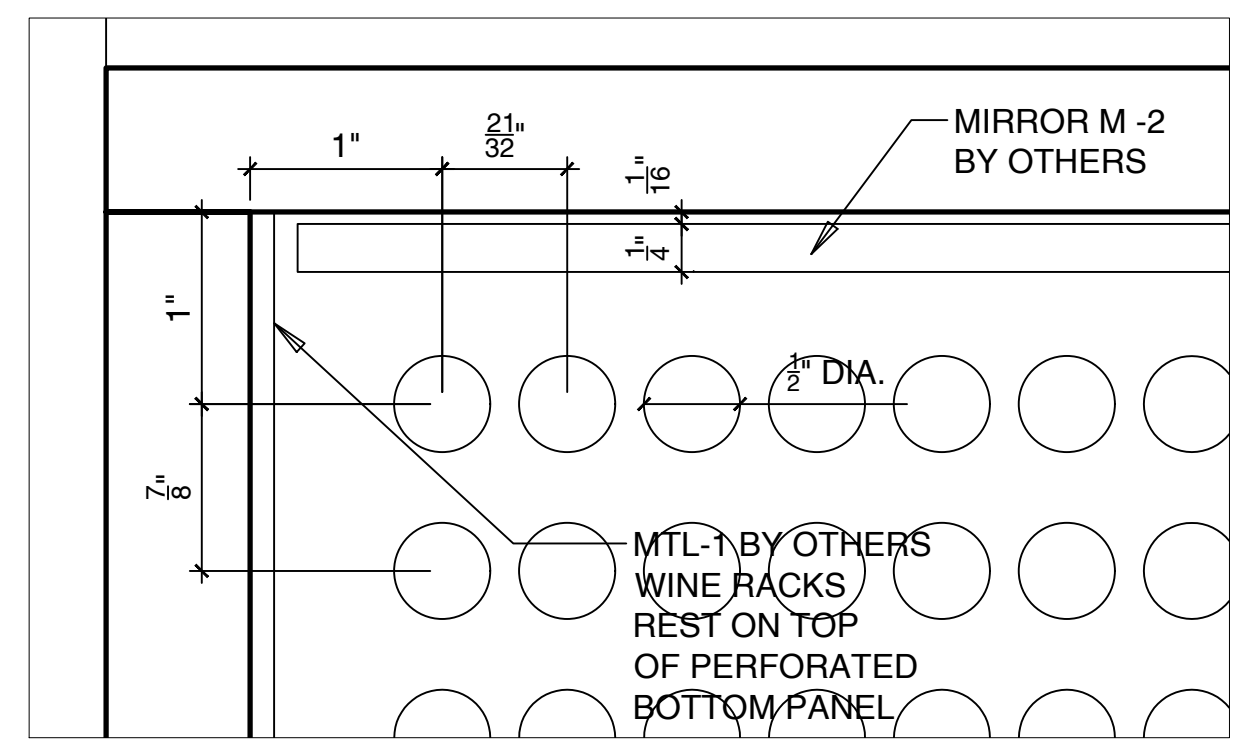 MIRROR M -2
BY OTHERS
1"
21/32"
1/16"
1/4"
1"
1/2" DIA.
7/8"
MTL-1 BY OTHERS
WINE RACKS
REST ON TOP
OF PERFORATED
BOTTOM PANEL